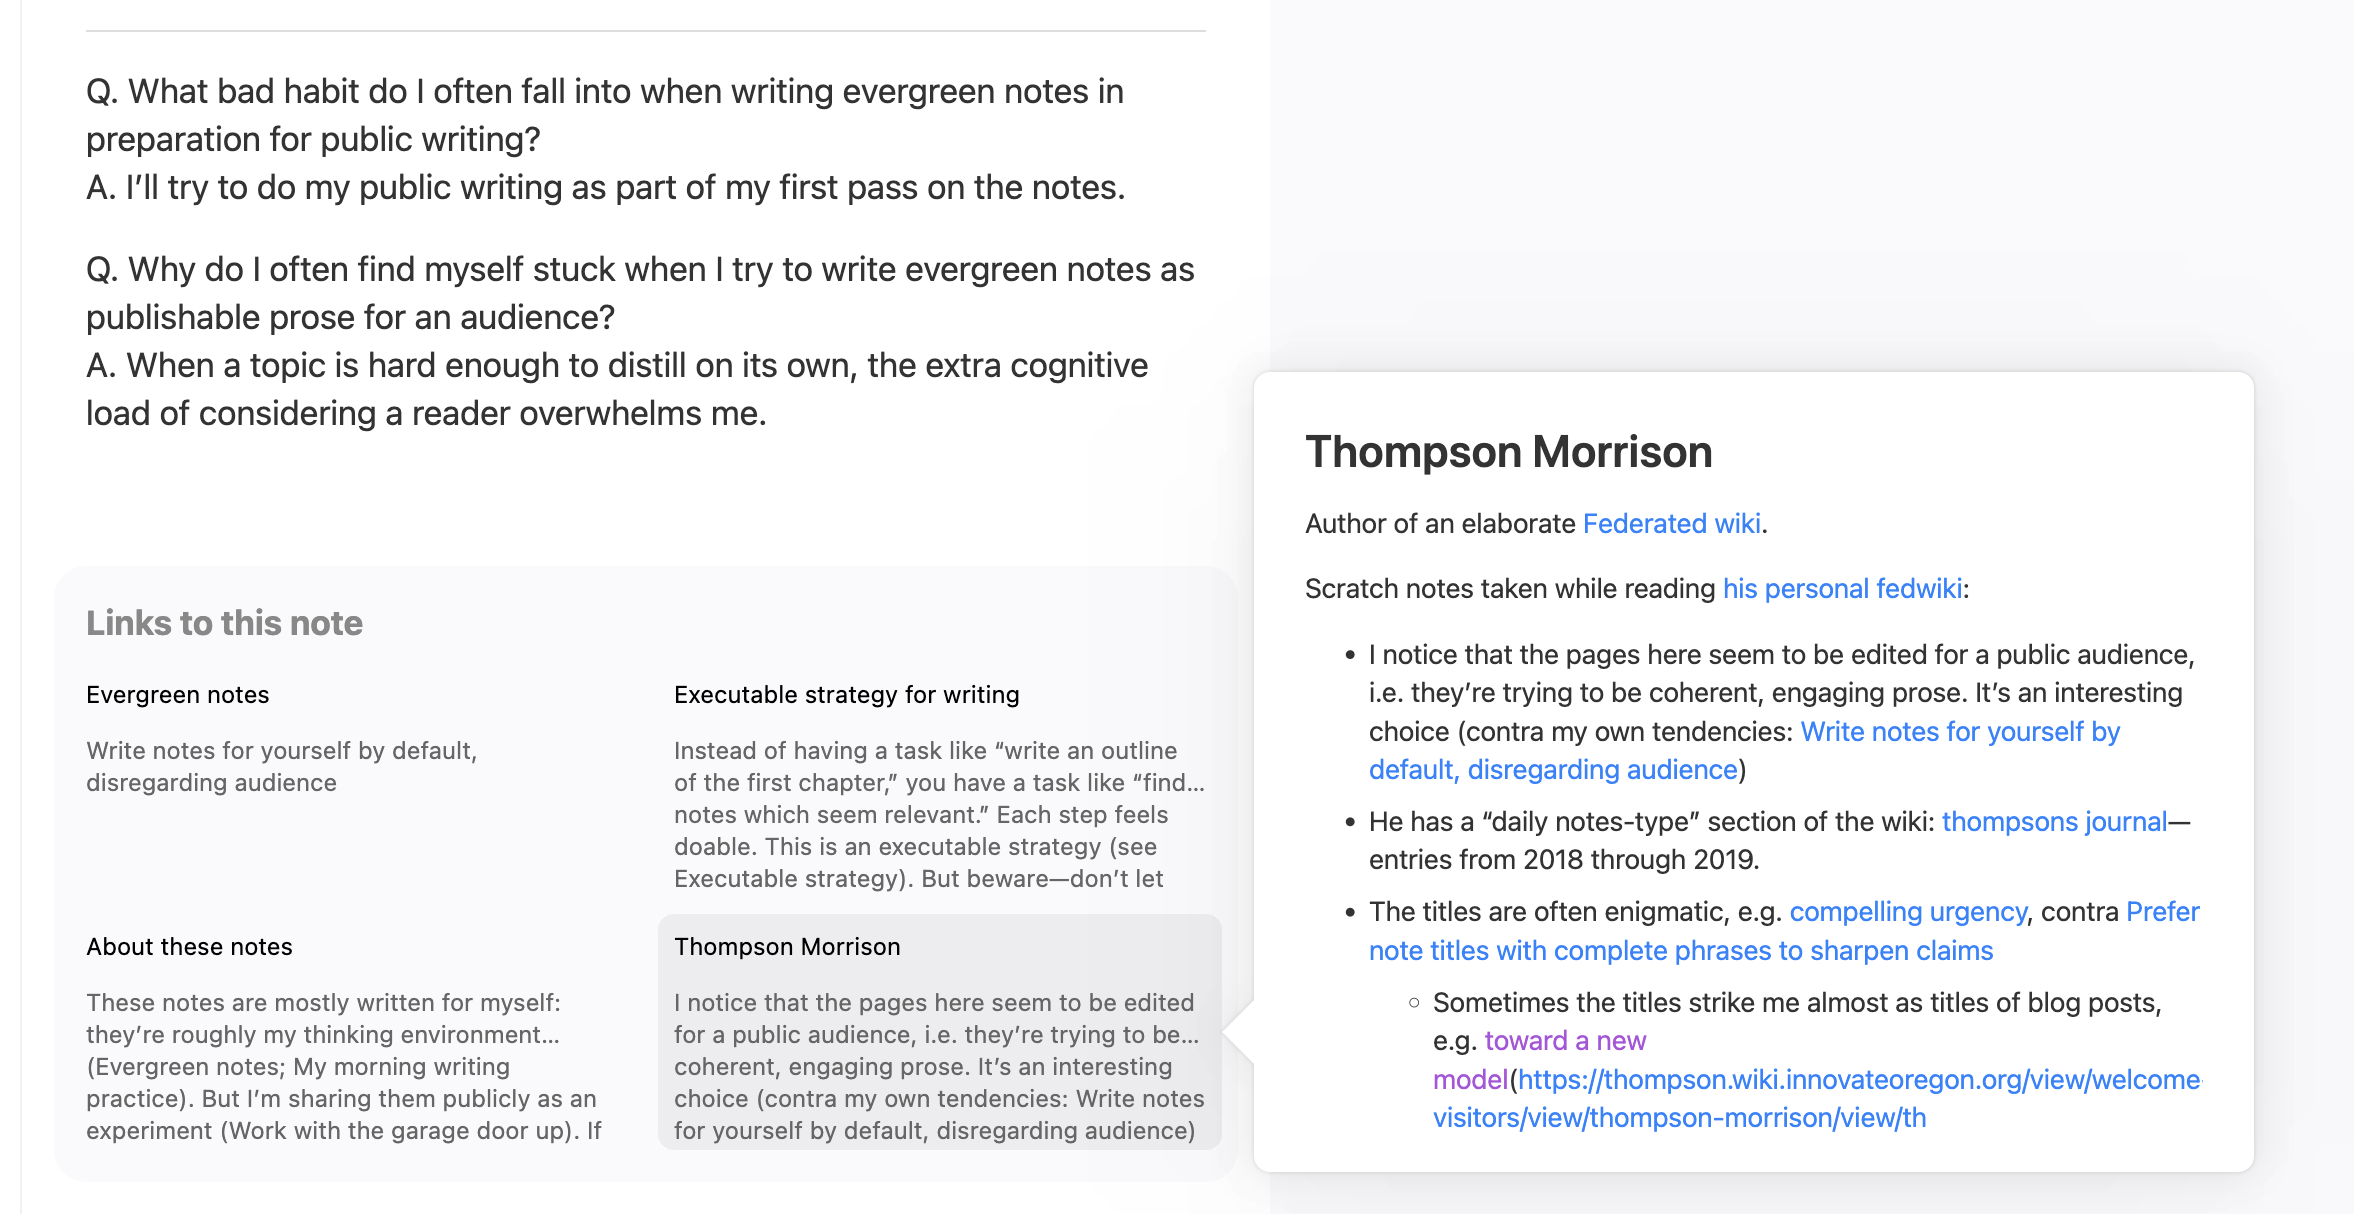 Q. What bad habit do I often fall into when writing evergreen notes in
preparation for public writing?
A. I’ll try to do my public writing as part of my first pass on the notes.
Q. Why do I often find myself stuck when I try to write evergreen notes as
publishable prose for an audience?
A. When a topic is hard enough to distill on its own, the extra cognitive
load of considering a reader overwhelms me.
Links to this note
Evergreen notes
Write notes for yourself by default,
disregarding audience
Executable strategy for writing
Instead of having a task like “write an outline
of the first chapter,” you have a task like “find...
notes which seem relevant.” Each step feels
doable. This is an executable strategy (see
Executable strategy). But beware—don’t let
About these notes
These notes are mostly written for myself:
they’re roughly my thinking environment...
(Evergreen notes; My morning writing
practice). But I’m sharing them publicly as an
experiment (Work with the garage door up). If
Thompson Morrison
I notice that the pages here seem to be edited
for a public audience, i.e. they’re trying to be...
coherent, engaging prose. It’s an interesting
choice (contra my own tendencies: Write notes
for yourself by default, disregarding audience)
Thompson Morrison
Author of an elaborate Federated wiki.
Scratch notes taken while reading his personal fedwiki:
• I notice that the pages here seem to be edited for a public audience,
i.e. they’re trying to be coherent, engaging prose. It’s an interesting
choice (contra my own tendencies: Write notes for yourself by
default, disregarding audience)
• He has a “daily notes-type” section of the wiki: thompsons journal—
entries from 2018 through 2019.
• The titles are often enigmatic, e.g. compelling urgency, contra Prefer
note titles with complete phrases to sharpen claims
◦ Sometimes the titles strike me almost as titles of blog posts,
e.g. toward a new
model(https://thompson.wiki.innovateoregon.org/view/welcome-
visitors/view/thompson-morrison/view/th